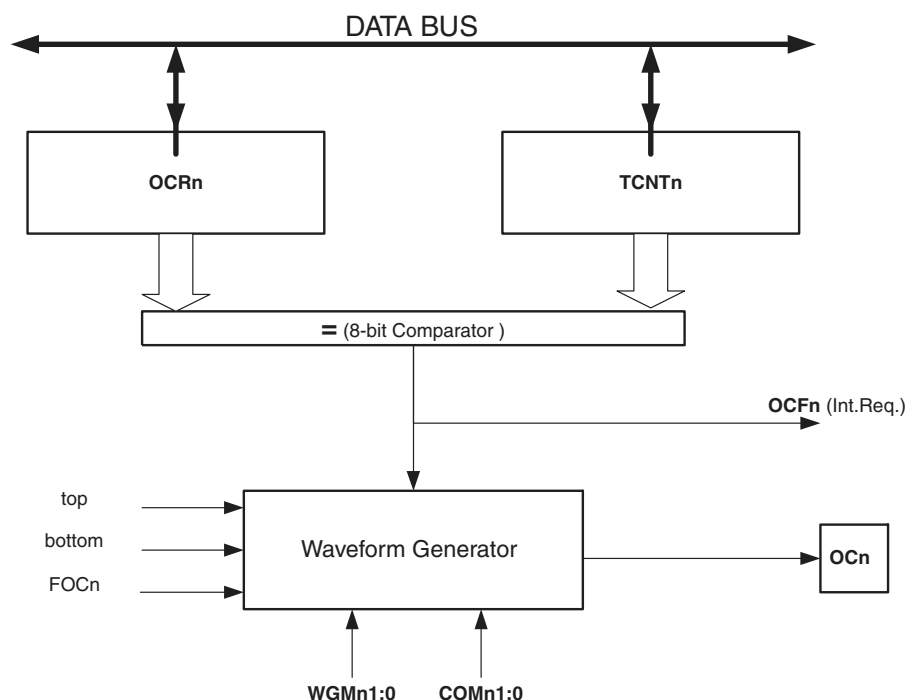 DATA BUS
OCRn
TCNTn
= (8-bit Comparator )
OCFn (Int.Req.)
top
bottom
FOCn
Waveform Generator
OCn
WGMn1:0
COMn1:0